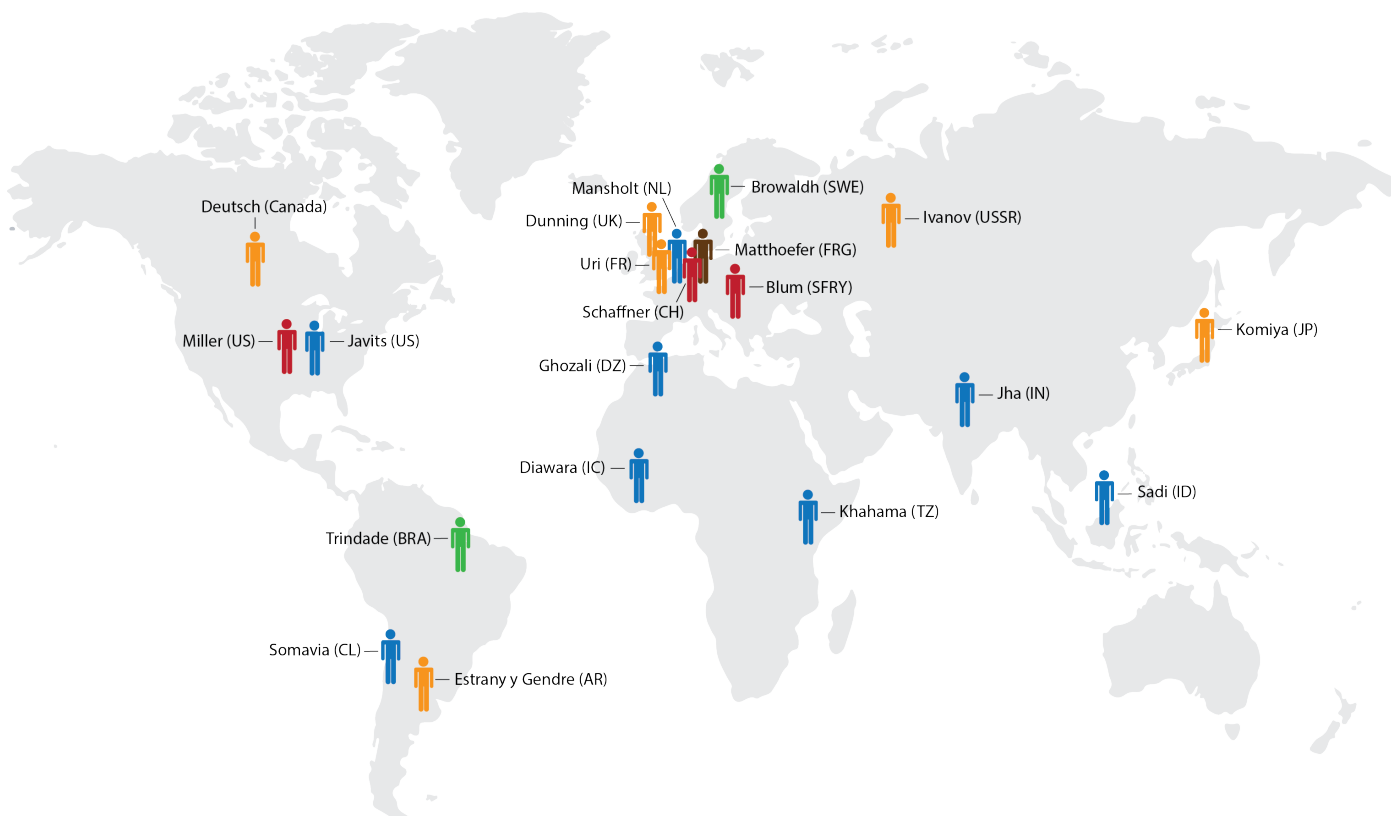 Mansholt (NL)
Browaldh (SWE)
Deutsch (Canada)
Dunning (UK)
Ivanov (USSR)
Matthoefer (FRG)
Uri (FR)
Blum (SFRY)
Schaffner (CH)
Komiya (JP)
Miller (US)
Javits (US)
Ghozali (DZ)
Jha (IN)
Diawara (IC)
Sadi (ID)
Khahama (TZ)
Trindade (BRA)
Somavia (CL)
Estrany y Gendre (AR)